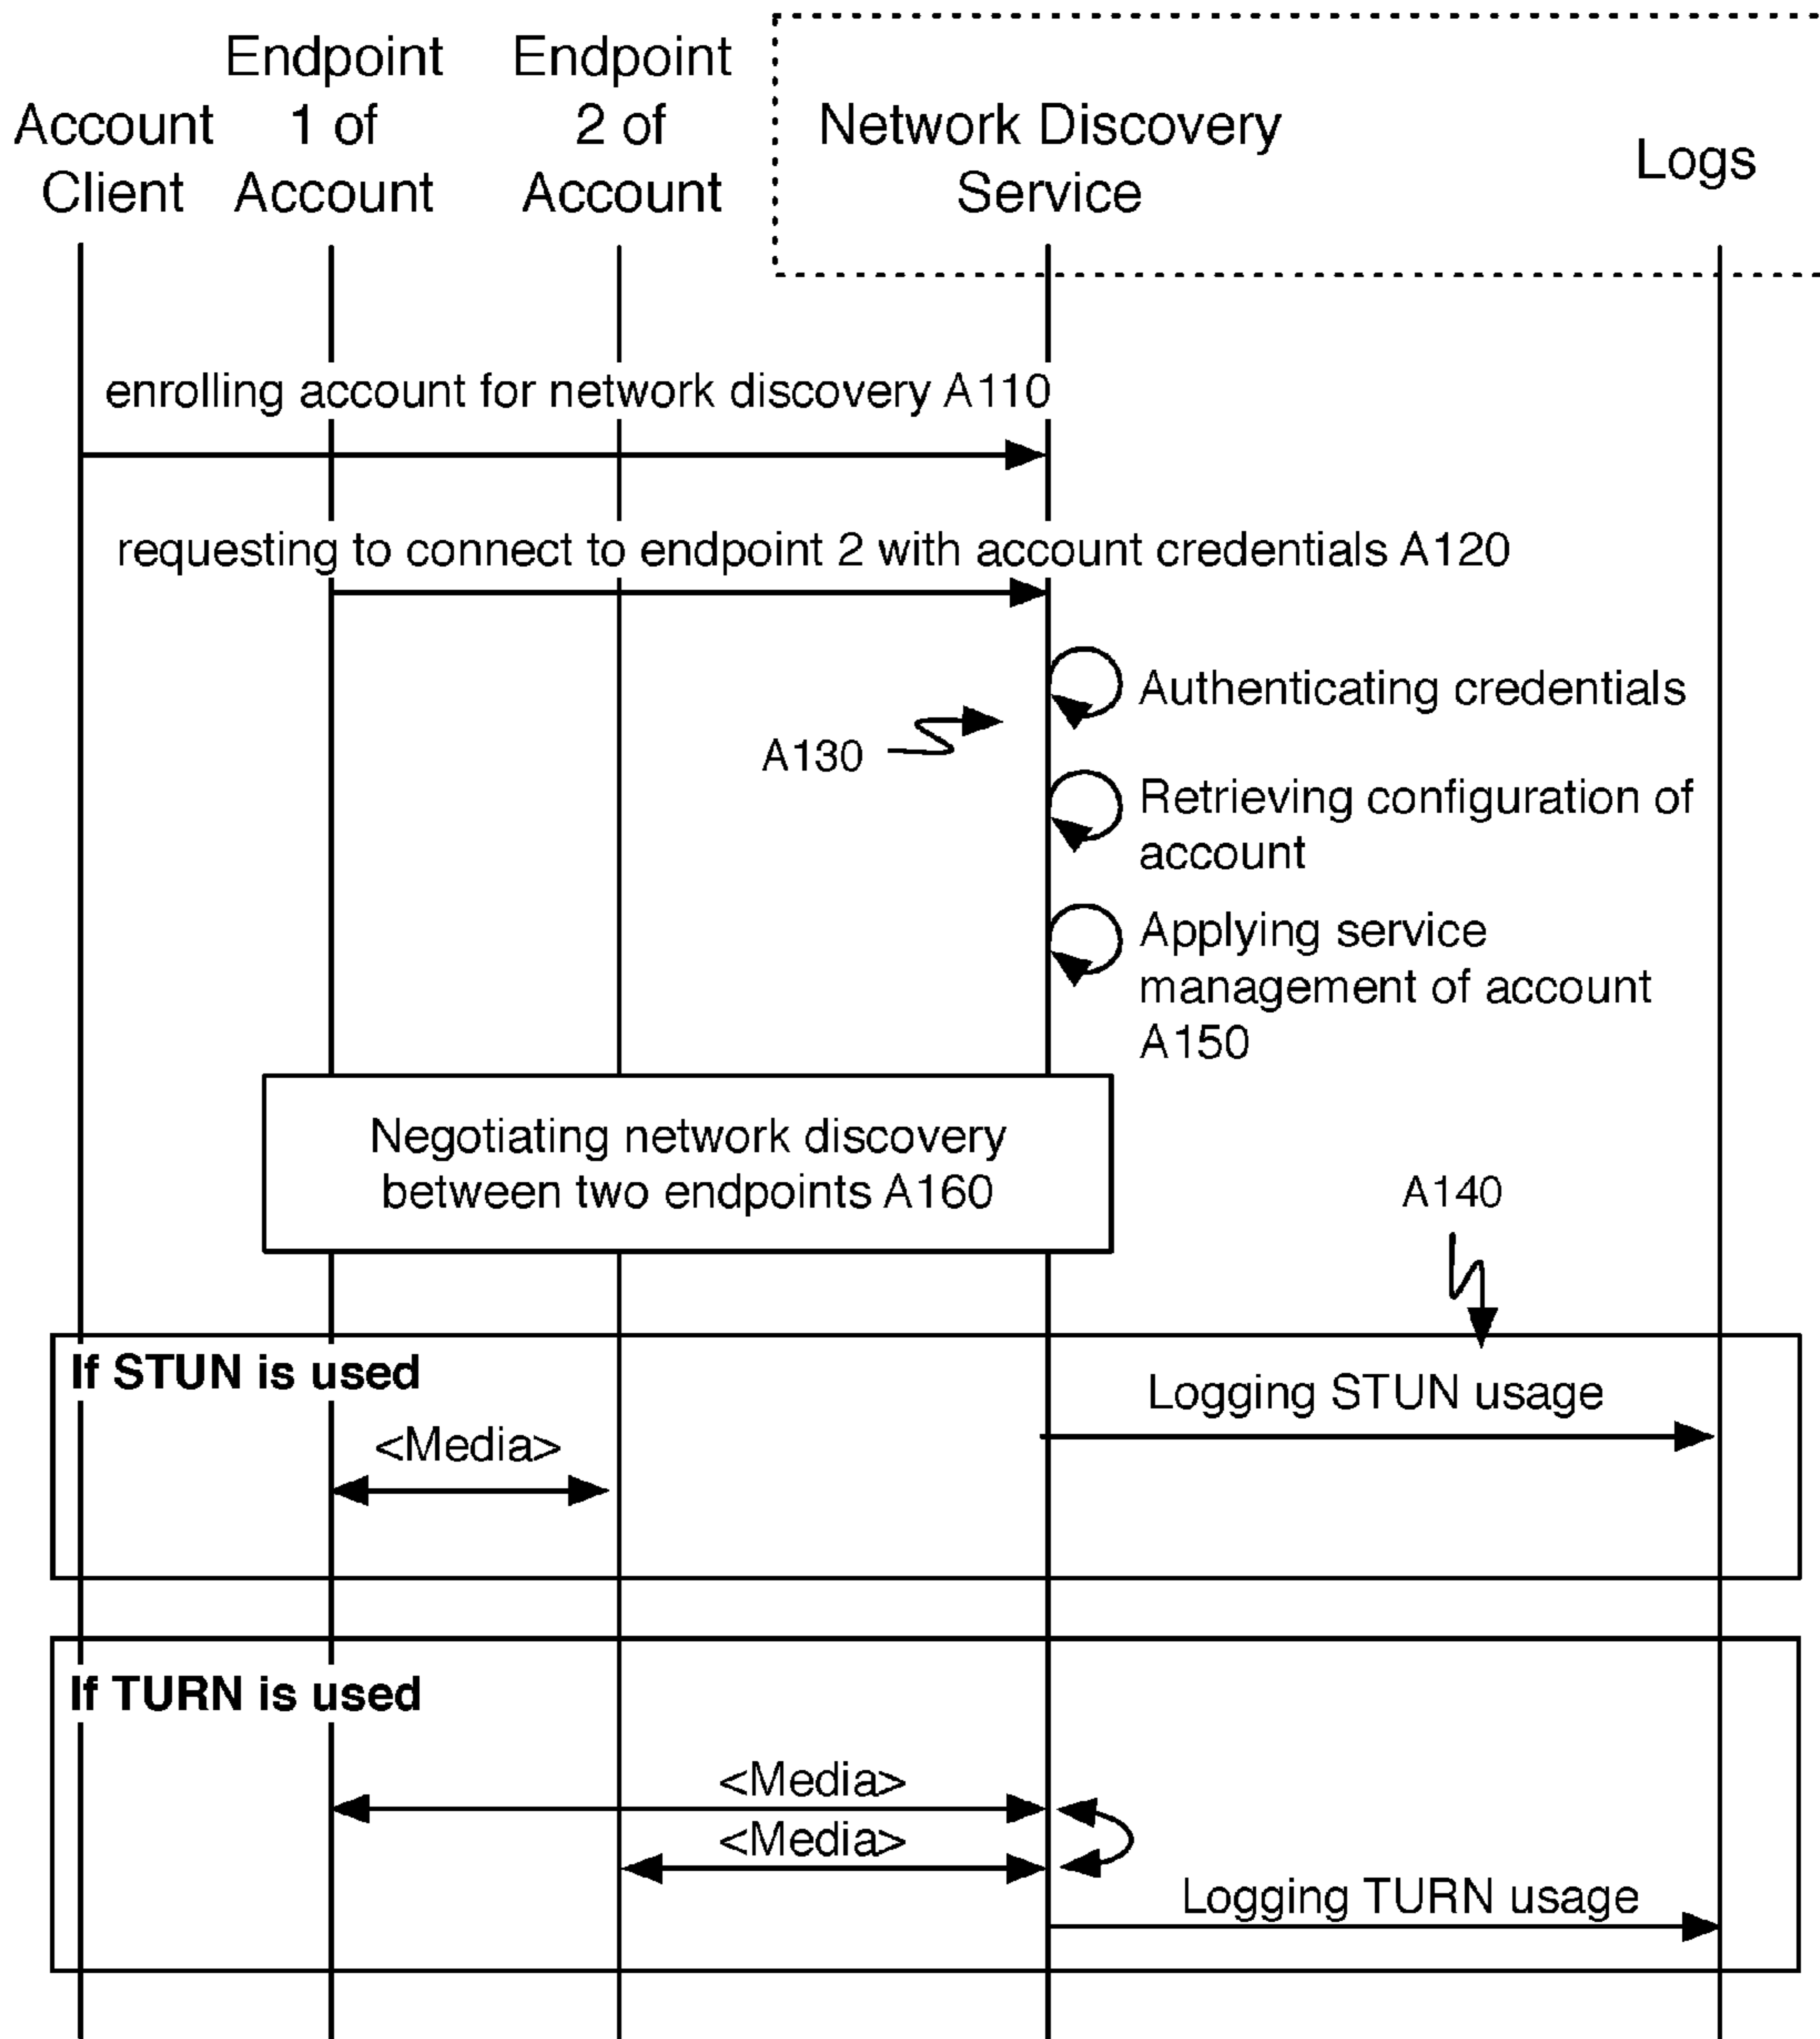 Account
Client
Endpoint
1 of
Account
Endpoint
2 of
Account
Network Discovery
Service
Logs
enrolling account for network discovery A110
requesting to connect to endpoint 2 with account credentials A120
Authenticating credentials
A130
Retrieving configuration of
account
Applying service
management of account
A150
Negotiating network discovery
between two endpoints A160
A140
If STUN is used
Logging STUN usage
<Media>
If TURN is used
<Media>
<Media>
Logging TURN usage